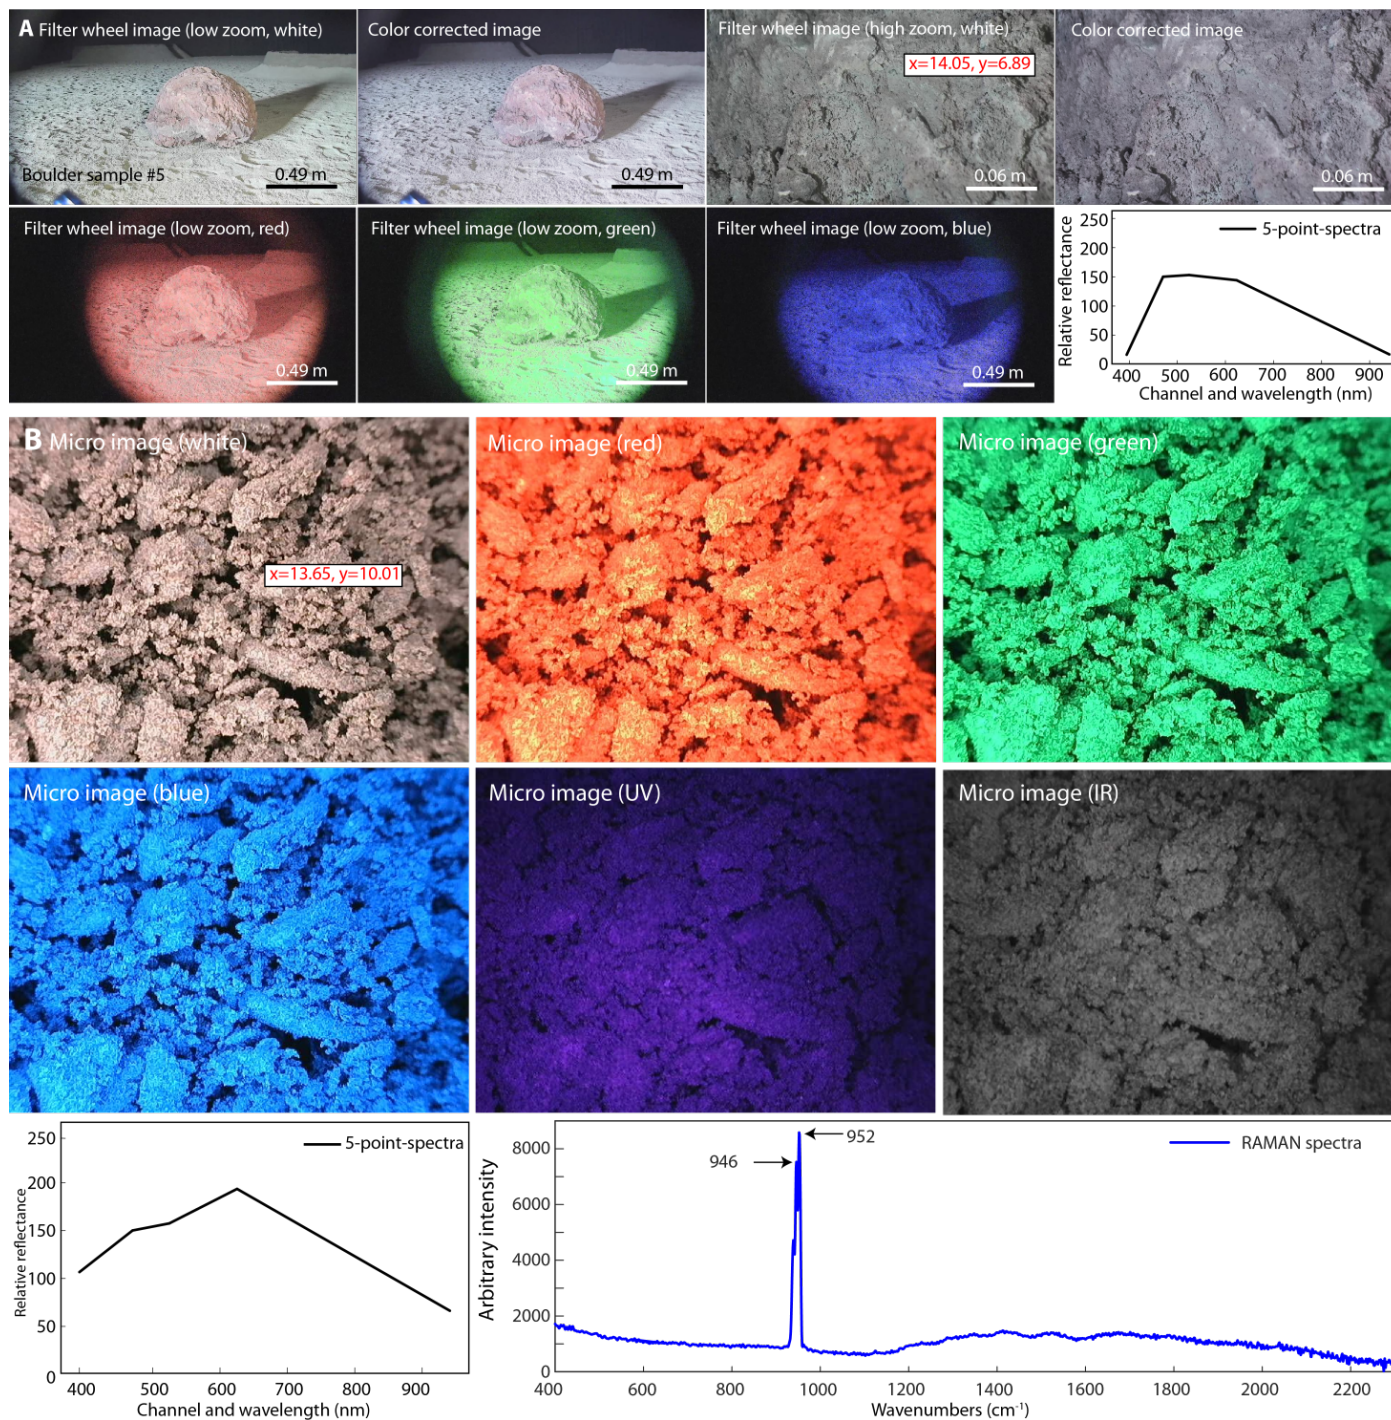 A Filter wheel image (low zoom, white)
Color corrected image
Filter wheel image (high zoom, white)
Color corrected image
x=14.05, y=6.89
Boulder sample #5
0.49 m
0.49 m
0.06 m
0.06 m
Filter wheel image (low zoom, red)
Filter wheel image (low zoom, green)
Filter wheel image (low zoom, blue)
0.49 m
0.49 m
0.49 m
Relative reflectance
250
200
150
100
50
0
5-point-spectra
400 500 600 700 800 900
Channel and wavelength (nm)
B Micro image (white)
Micro image (red)
Micro image (green)
x=13.65, y=10.01
Micro image (blue)
Micro image (UV)
Micro image (IR)
Relative reflectance
250
200
150
100
50
0
5-point-spectra
400 500 600 700 800 900
Channel and wavelength (nm)
Arbitrary intensity
8000
6000
4000
2000
0
946
952
RAMAN spectra
400 600 800 1000 1200 1400 1600 1800 2000 2200
Wavenumbers (cm⁻¹)